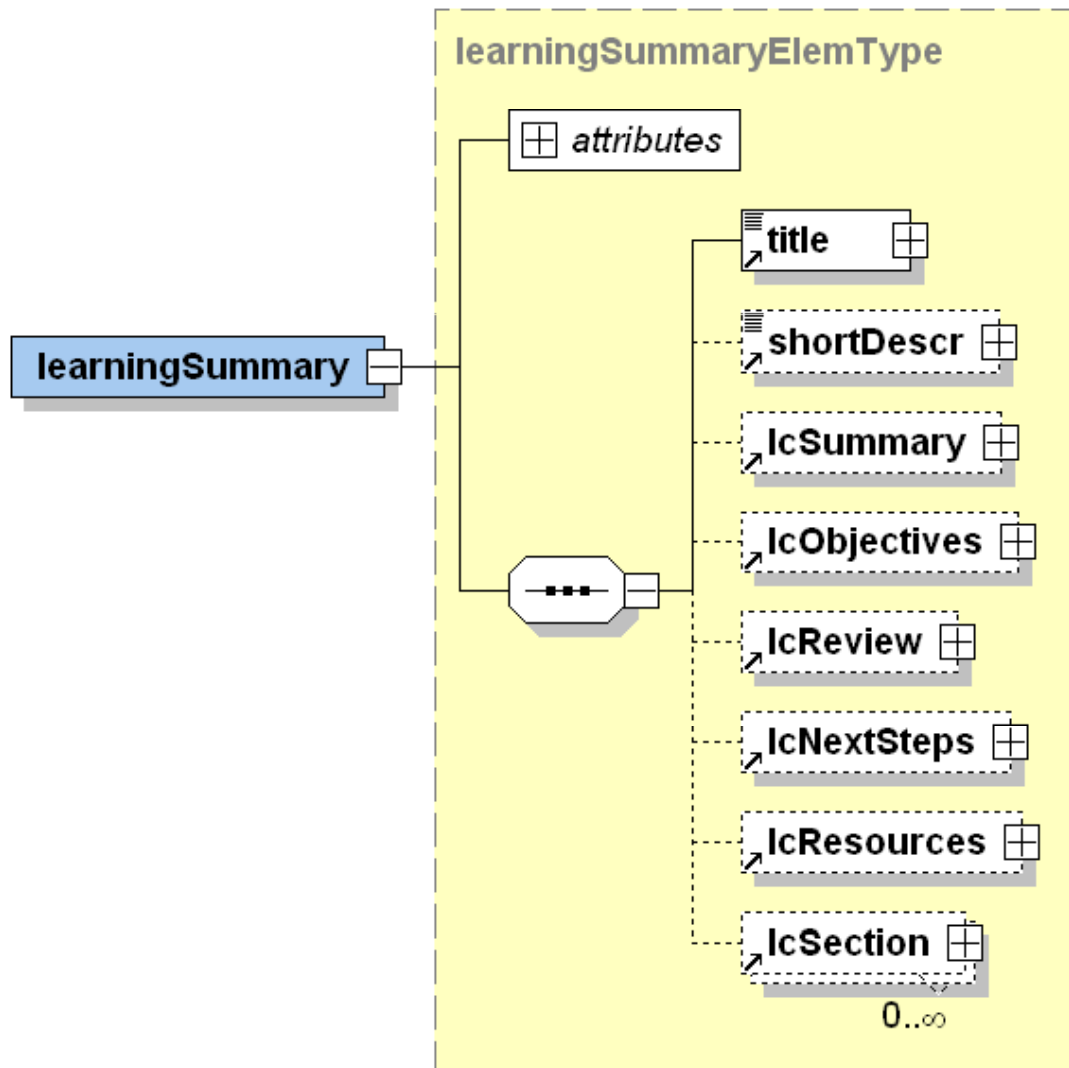 learningSummaryElemType
attributes
title
shortDescr
learningSummary
lcSummary
lcObjectives
lcReview
lcNextSteps
lcResources
lcSection
0..∞